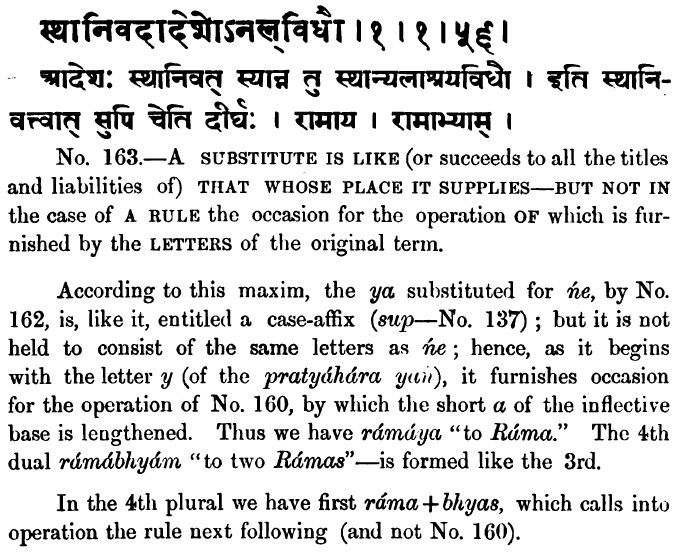 स्थानिवदादेशोऽनल्विधौ । १ । १ । ५६ ।
आदेशः स्थानिवत् स्यान्न तु स्थान्यलाश्रयविधौ । इति स्थानि-
वत्त्वात् सुपि चेति दीर्घः । रामाय । रामाभ्याम् ।
No. 163.—A SUBSTITUTE IS LIKE (or succeeds to all the titles
and liabilities of) THAT WHOSE PLACE IT SUPPLIES—BUT NOT IN
the case of A RULE the occasion for the operation OF which is fur-
nished by the LETTERS of the original term.
According to this maxim, the ya substituted for ńe, by No.
162, is, like it, entitled a case-affix (sup—No. 137) ; but it is not
held to consist of the same letters as ńe ; hence, as it begins
with the letter y (of the pratyáhára yań), it furnishes occasion
for the operation of No. 160, by which the short a of the inflective
base is lengthened. Thus we have rámáya "to Ráma." The 4th
dual rámábhyám "to two Rámas"—is formed like the 3rd.
In the 4th plural we have first ráma+bhyas, which calls into
operation the rule next following (and not No. 160).